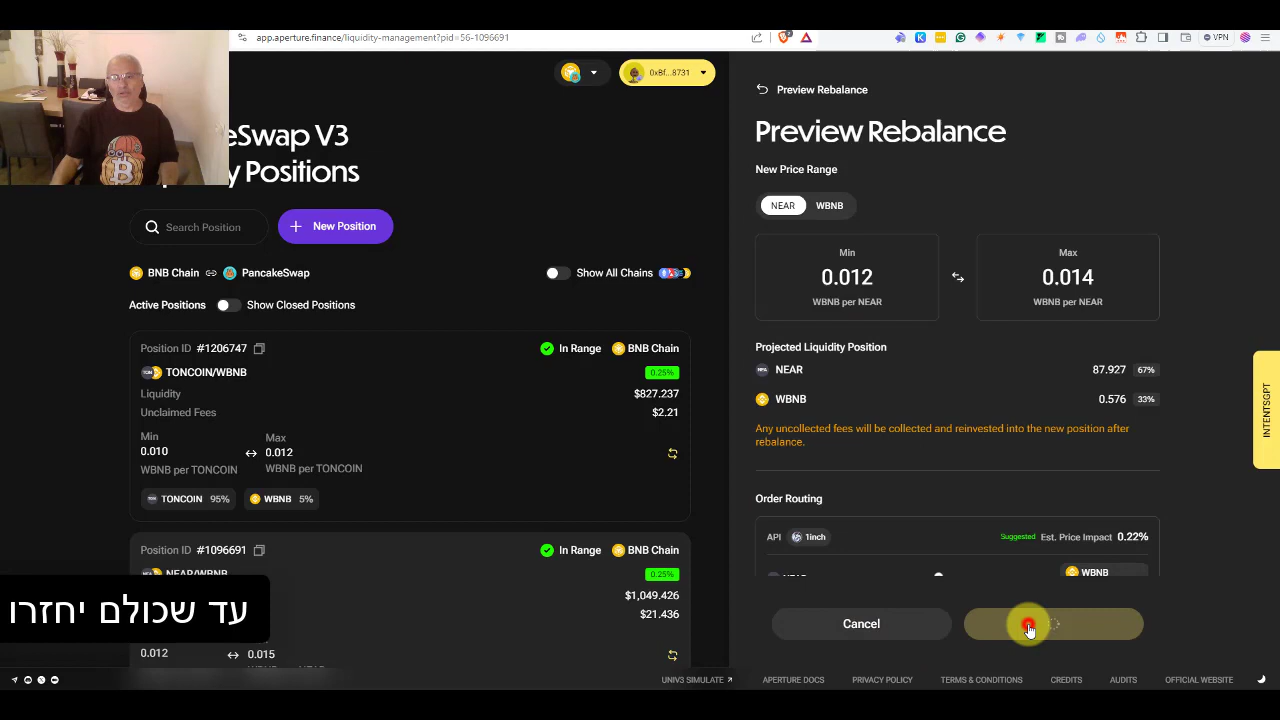 app.aperture.finance/liquidity-management?pid=56-1096691
VPN
0xBf...8731
eSwap V3
y Positions
Search Position
New Position
BNB Chain
PancakeSwap
Show All Chains
Active Positions
Show Closed Positions
Position ID #1206747
In Range
BNB Chain
TONCOIN/WBNB
0.25%
Liquidity
$827.237
Unclaimed Fees
$2.21
Min
Max
0.010
0.012
WBNB per TONCOIN
WBNB per TONCOIN
TONCOIN 95%
WBNB 5%
Position ID #1096691
In Range
BNB Chain
NEAR/WBNB
0.25%
$1,049.426
$21.436
0.012
0.015
עד שכולם יחזרו
Preview Rebalance
Preview Rebalance
New Price Range
NEAR
WBNB
Min
0.012
WBNB per NEAR
Max
0.014
WBNB per NEAR
Projected Liquidity Position
NEAR
87.927
67%
WBNB
0.576
33%
Any uncollected fees will be collected and reinvested into the new position after
rebalance.
Order Routing
API
1inch
Suggested
Est. Price Impact 0.22%
WBNB
Cancel
INTENTSGPT
UNIV3 SIMULATE
APERTURE DOCS
PRIVACY POLICY
TERMS & CONDITIONS
CREDITS
AUDITS
OFFICIAL WEBSITE